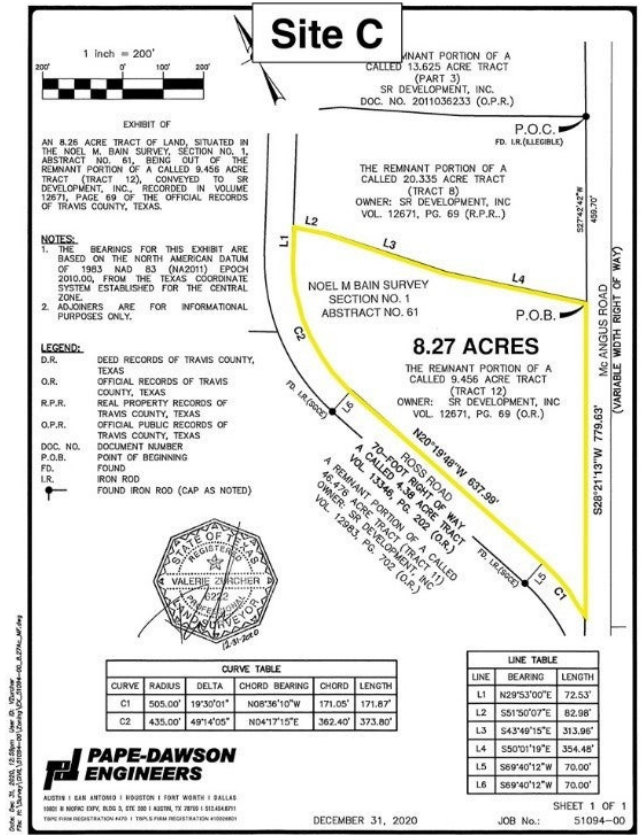 Site C
1 inch = 200'
200' 0' 100' 200'
EXHIBIT OF
AN 8.26 ACRE TRACT OF LAND, SITUATED IN
THE NOEL M. BAIN SURVEY, SECTION NO. 1,
ABSTRACT NO. 61, BEING OUT OF THE
REMNANT PORTION OF A CALLED 9.456 ACRE
TRACT (TRACT 12), CONVEYED TO SR
DEVELOPMENT, INC., RECORDED IN VOLUME
12671, PAGE 69 OF THE OFFICIAL RECORDS
OF TRAVIS COUNTY, TEXAS.
NOTES:
1. THE BEARINGS FOR THIS EXHIBIT ARE
BASED ON THE NORTH AMERICAN DATUM
OF 1983 NAD 83 (NA2011) EPOCH
2010.00, FROM THE TEXAS COORDINATE
SYSTEM ESTABLISHED FOR THE CENTRAL
ZONE.
2. ADJOINERS ARE FOR INFORMATIONAL
PURPOSES ONLY.
LEGEND:
D.R. DEED RECORDS OF TRAVIS COUNTY,
TEXAS
O.R. OFFICIAL RECORDS OF TRAVIS
COUNTY, TEXAS
R.P.R. REAL PROPERTY RECORDS OF
TRAVIS COUNTY, TEXAS
O.P.R. OFFICIAL PUBLIC RECORDS OF
TRAVIS COUNTY, TEXAS
DOC. NO. DOCUMENT NUMBER
P.O.B. POINT OF BEGINNING
FD. FOUND
I.R. IRON ROD
FOUND IRON ROD (CAP AS NOTED)
MNANT PORTION OF A
CALLED 13.625 ACRE TRACT
(PART 3)
SR DEVELOPMENT, INC.
DOC. NO. 2011036233 (O.P.R.)
P.O.C.
FD. I.R.(ILLEGIBLE)
THE REMNANT PORTION OF A
CALLED 20.335 ACRE TRACT
(TRACT 8)
OWNER: SR DEVELOPMENT, INC
VOL. 12671, PG. 69 (R.P.R..)
S27°42'42"W
459.70'
L1
L2
L3
L4
NOEL M BAIN SURVEY
SECTION NO. 1
ABSTRACT NO. 61
P.O.B.
C2
8.27 ACRES
THE REMNANT PORTION OF A
CALLED 9.456 ACRE TRACT
(TRACT 12)
OWNER: SR DEVELOPMENT, INC
VOL. 12671, PG. 69 (O.R.)
Mc ANGUS ROAD
(VARIABLE WIDTH RIGHT OF WAY)
S28°21'13"W 779.63'
FD. I.R.(SGCE)
L6
N20°19'46"W 637.99'
ROSS ROAD
70-FOOT RIGHT OF WAY
A CALLED 4.38 ACRE TRACT
VOL. 13346, PG. 202 (O.R.)
A REMNANT PORTION OF A CALLED
46.476 ACRE TRACT (TRACT 11)
OWNER: SR DEVELOPMENT, INC
VOL. 12983, PG. 702 (O.R.)
FD. I.R.(SGCE)
L5
C1
STATE OF TEXAS
REGISTERED
VALERIE ZURCHER
6222
PROFESSIONAL
LAND SURVEYOR
12-31-2020
CURVE TABLE
CURVE RADIUS DELTA CHORD BEARING CHORD LENGTH
C1 505.00' 19°30'01" N08°36'10"W 171.05' 171.87'
C2 435.00' 49°14'05" N04°17'15"E 362.40' 373.80'
LINE TABLE
LINE BEARING LENGTH
L1 N29°53'00"E 72.53'
L2 S51°50'07"E 82.98'
L3 S43°49'15"E 313.96'
L4 S50°01'19"E 354.48'
L5 S69°40'12"W 70.00'
L6 S69°40'12"W 70.00'
PAPE-DAWSON
ENGINEERS
AUSTIN I SAN ANTONIO I HOUSTON I FORT WORTH I DALLAS
DECEMBER 31, 2020
SHEET 1 OF 1
JOB No.: 51094-00